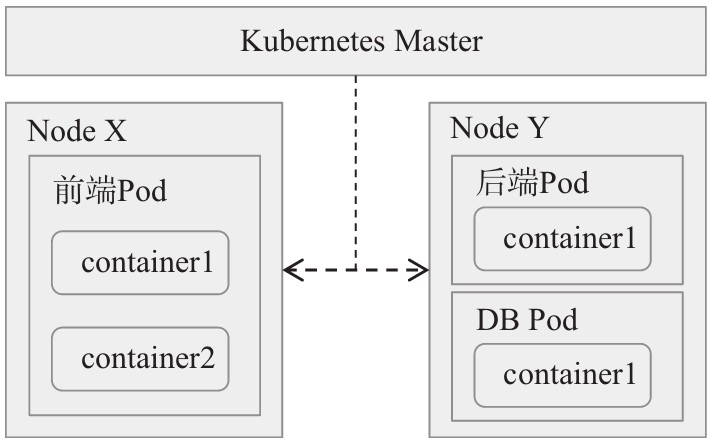 Kubernetes Master
Node X
前端Pod
container1
container2
Node Y
后端Pod
container1
DB Pod
container1